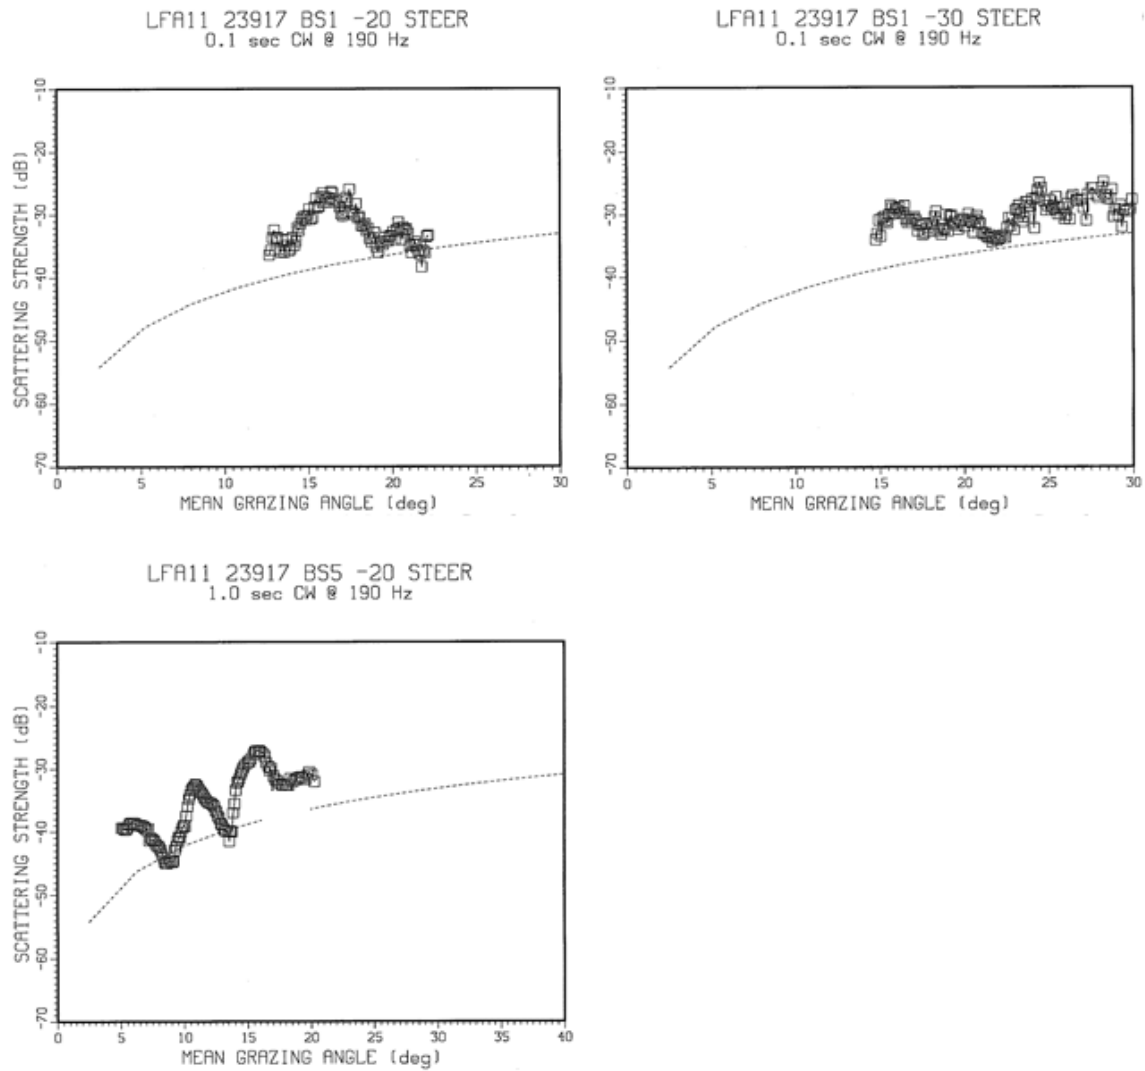 LFA11 23917 BS1 -20 STEER
0.1 sec CW @ 190 Hz
-10
-20
-30
-40
-50
-60
-70
SCATTERING STRENGTH (dB)
0 5 10 15 20 25 30
MEAN GRAZING ANGLE (deg)
LFA11 23917 BS1 -30 STEER
0.1 sec CW @ 190 Hz
-10
-20
-30
-40
-50
-60
-70
0 5 10 15 20 25 30
MEAN GRAZING ANGLE (deg)
LFA11 23917 BS5 -20 STEER
1.0 sec CW @ 190 Hz
-10
-20
-30
-40
-50
-60
-70
SCATTERING STRENGTH (dB)
0 5 10 15 20 25 30 35 40
MEAN GRAZING ANGLE (deg)